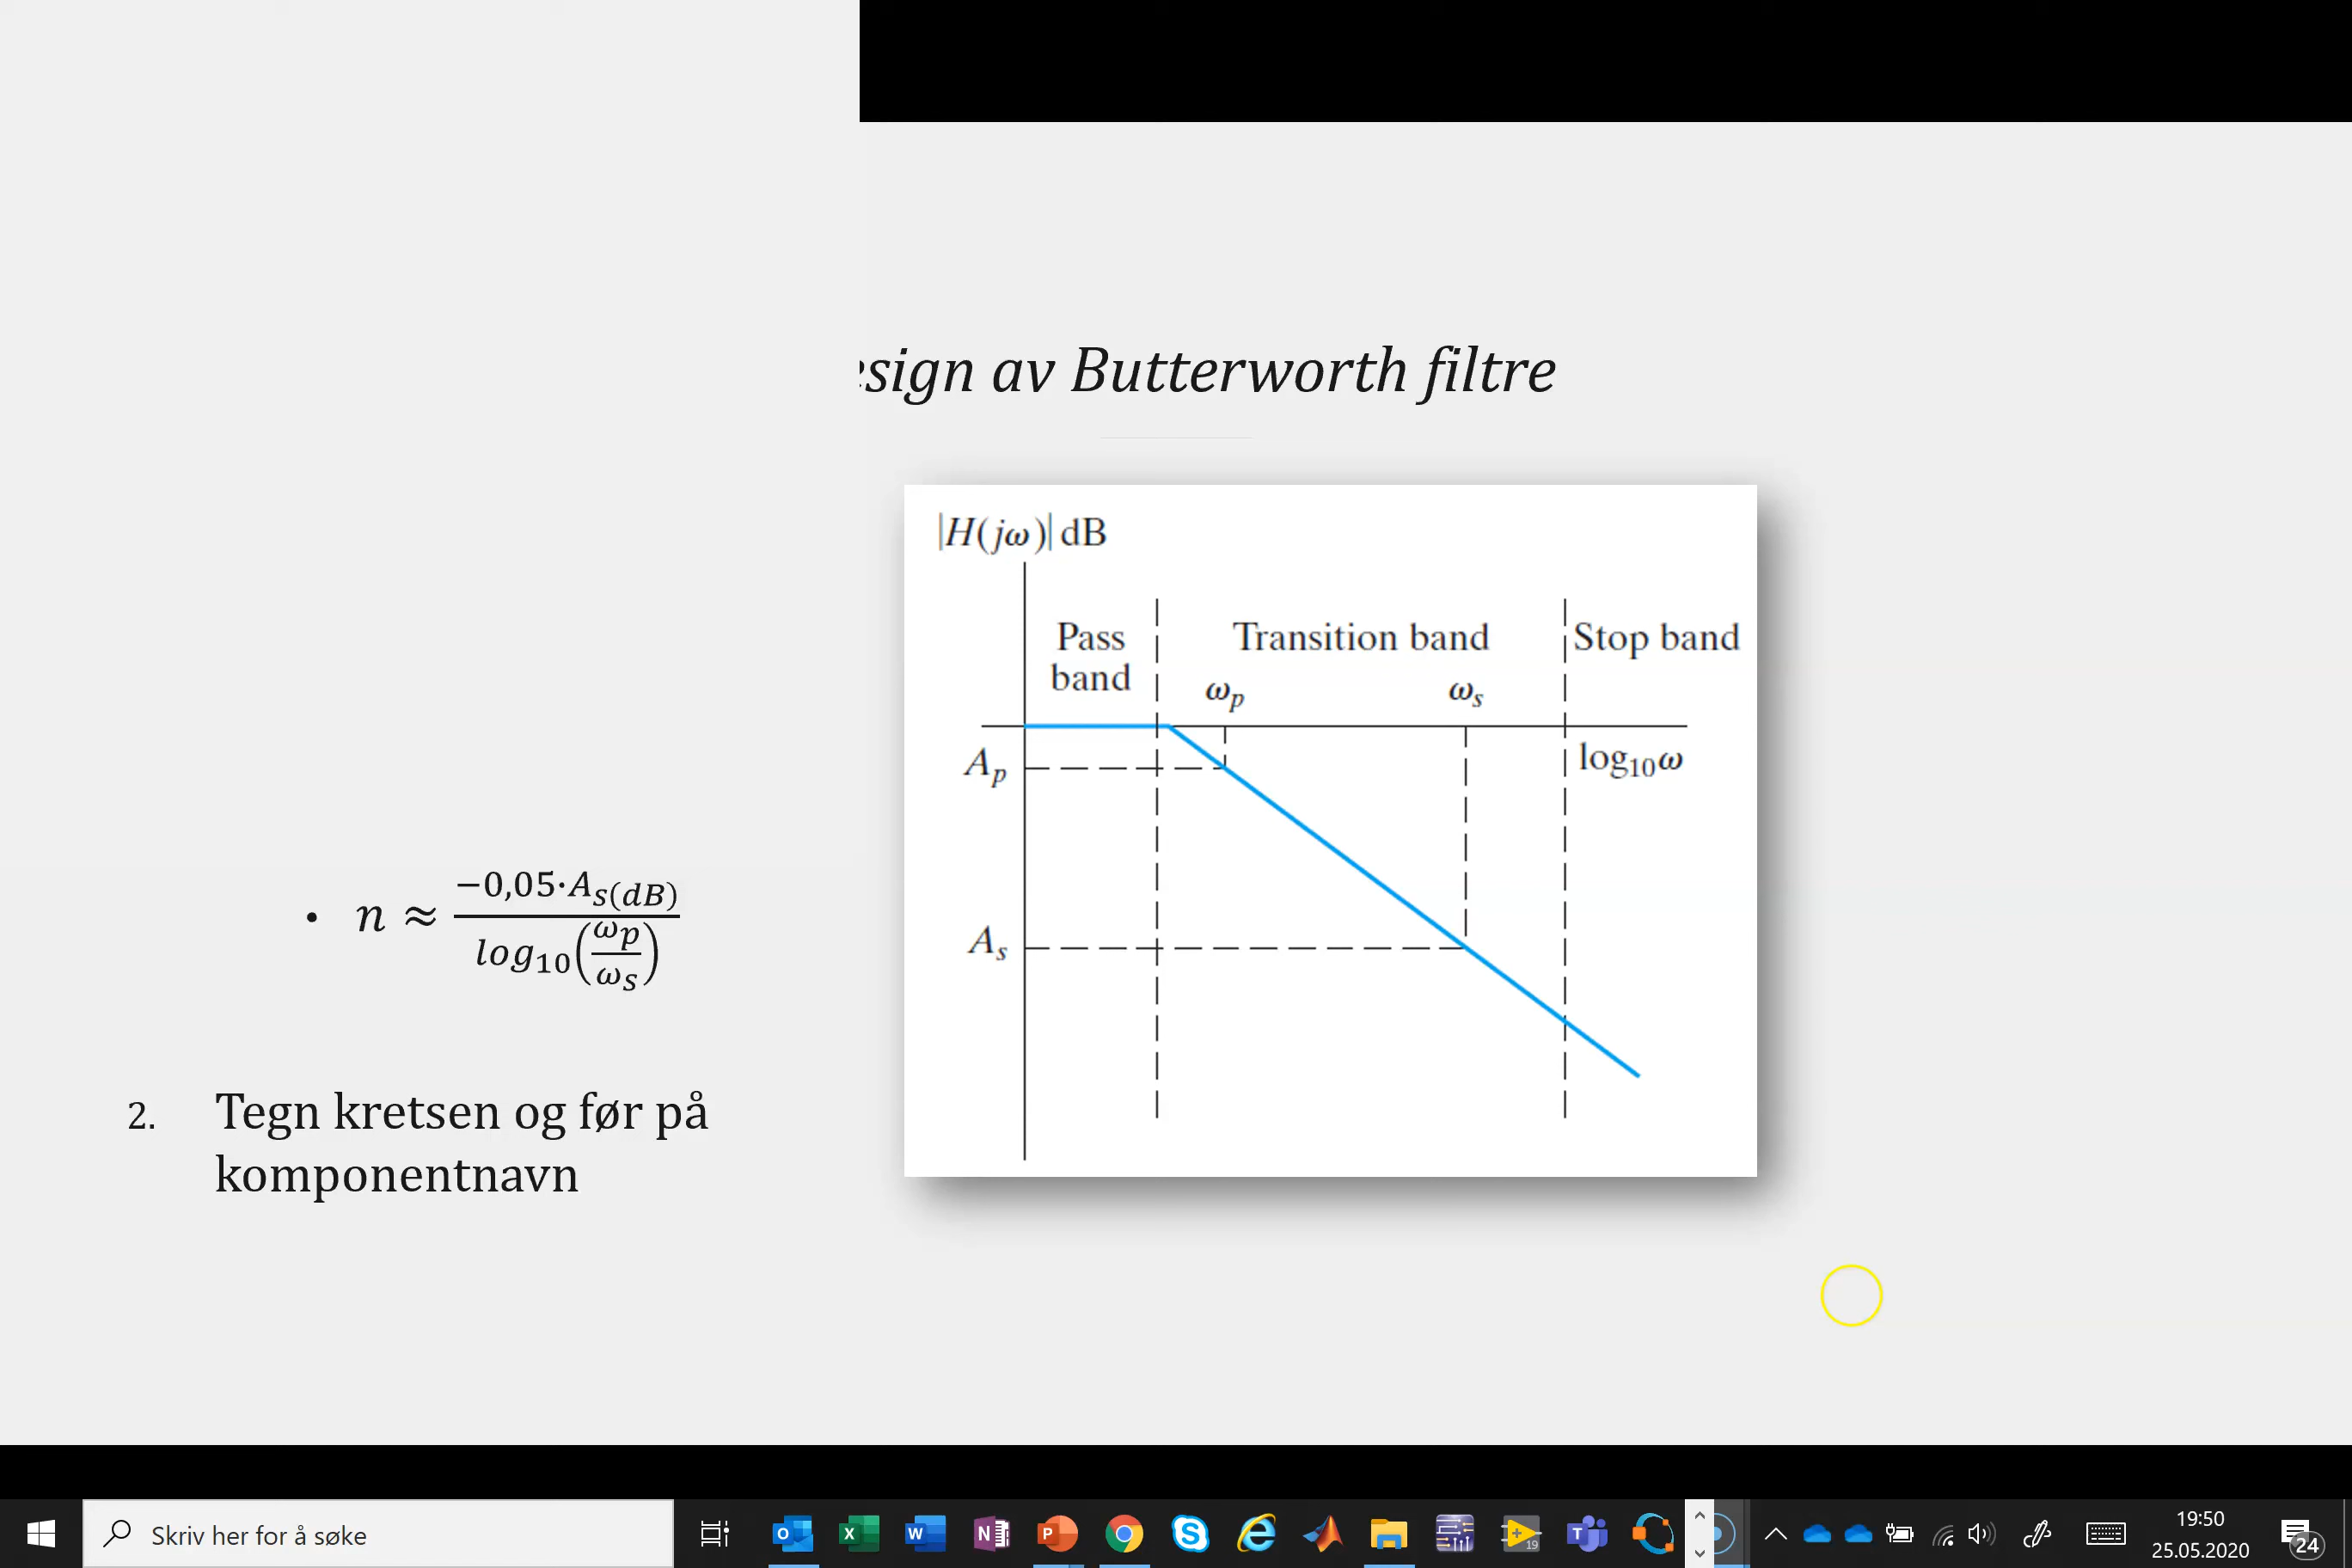 esign av Butterworth filtre
|H(jω)| dB
Pass band
Transition band
Stop band
ωp
ωs
Ap
log10ω
As
• n ≈ −0,05·As(dB) / log10(ωp/ωs)
2. Tegn kretsen og før på
komponentnavn
Skriv her for å søke
19:50
25.05.2020
24